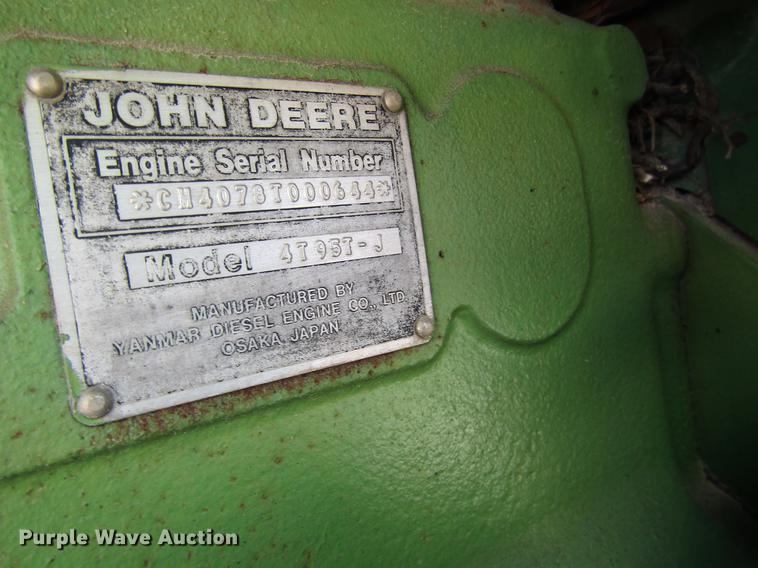 JOHN DEERE
Engine Serial Number
*CH4078T000644*
Model 4T95T-J
MANUFACTURED BY
YANMAR DIESEL ENGINE CO., LTD.
OSAKA JAPAN
Purple Wave Auction